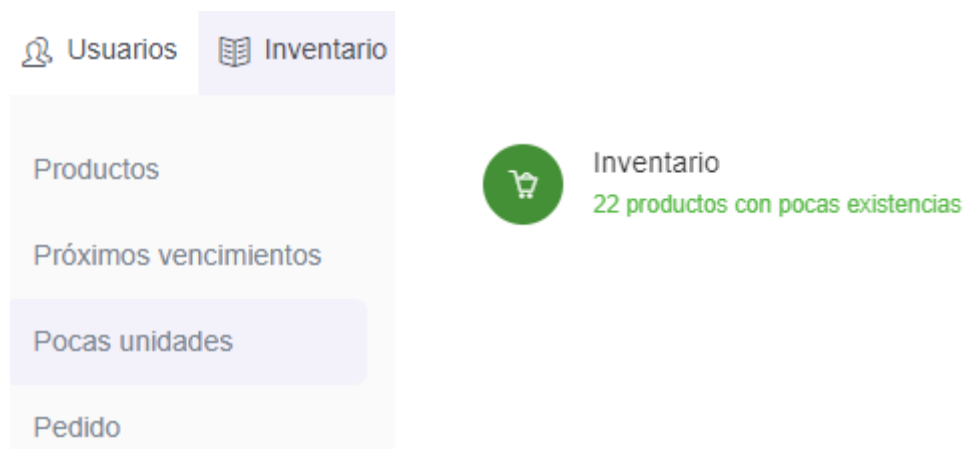 Usuarios
Inventario
Productos
Próximos vencimientos
Pocas unidades
Pedido
Inventario
22 productos con pocas existencias